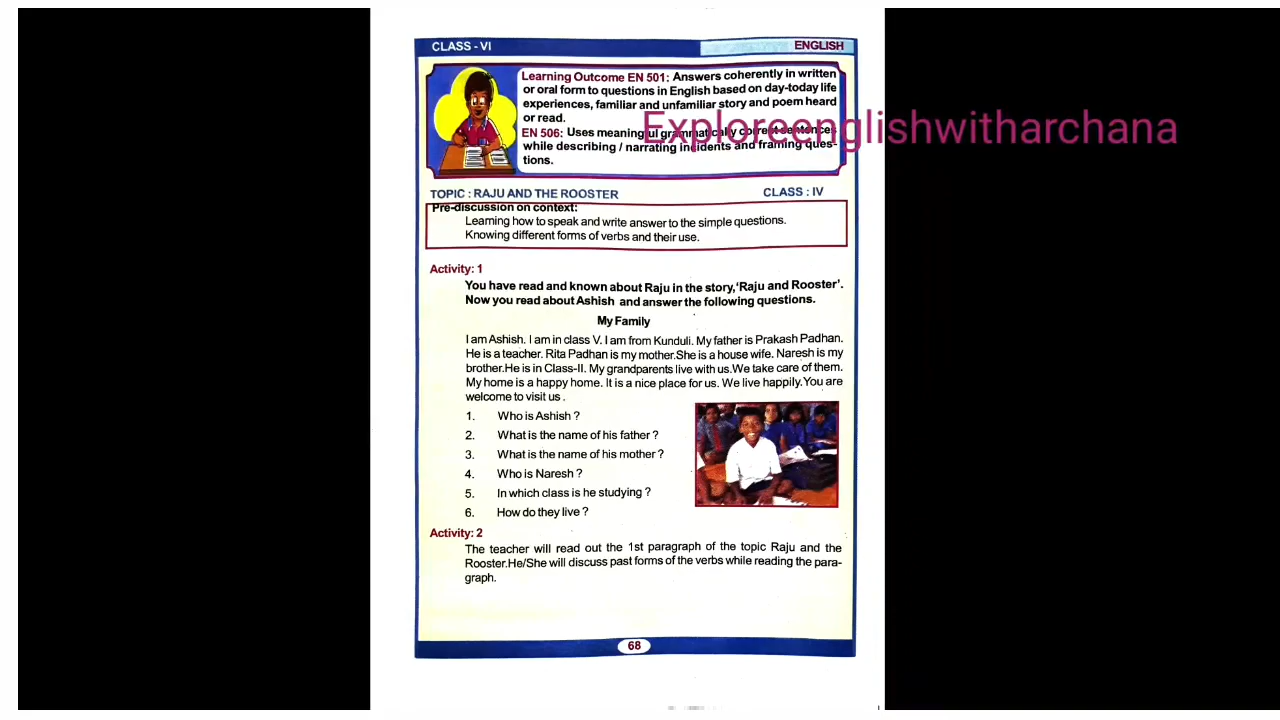 CLASS - VI
ENGLISH
Learning Outcome EN 501: Answers coherently in written
or oral form to questions in English based on day-today life
experiences, familiar and unfamiliar story and poem heard
or read.
EN 506: Uses meaningful grammatically correct sentences
while describing / narrating incidents and framing ques-
tions.
Exploreenglishwitharchana
TOPIC : RAJU AND THE ROOSTER
CLASS : IV
Pre-discussion on context:
Learning how to speak and write answer to the simple questions.
Knowing different forms of verbs and their use.
Activity: 1
You have read and known about Raju in the story,'Raju and Rooster'.
Now you read about Ashish and answer the following questions.
My Family
I am Ashish. I am in class V. I am from Kunduli. My father is Prakash Padhan.
He is a teacher. Rita Padhan is my mother.She is a house wife. Naresh is my
brother.He is in Class-II. My grandparents live with us.We take care of them.
My home is a happy home. It is a nice place for us. We live happily.You are
welcome to visit us .
1. Who is Ashish ?
2. What is the name of his father ?
3. What is the name of his mother ?
4. Who is Naresh ?
5. In which class is he studying ?
6. How do they live ?
Activity: 2
The teacher will read out the 1st paragraph of the topic Raju and the
Rooster.He/She will discuss past forms of the verbs while reading the para-
graph.
68